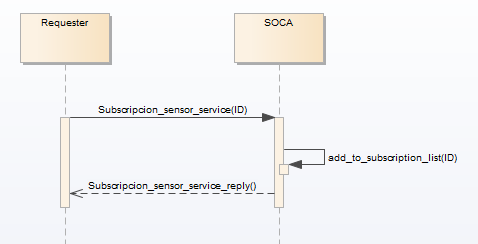 Requester
SOCA
Subscripcion_sensor_service(ID)
add_to_subscription_list(ID)
Subscripcion_sensor_service_reply()